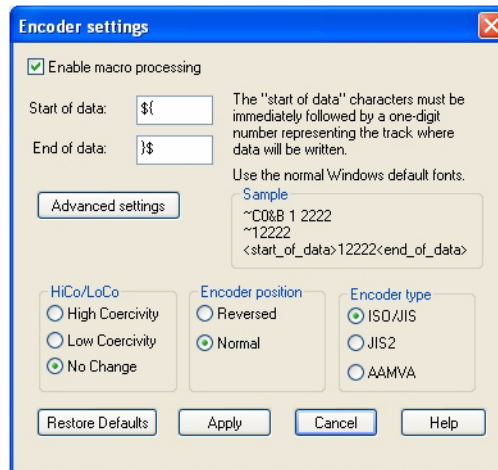 Encoder settings
Enable macro processing
Start of data:
${
End of data:
}$
The "start of data" characters must be
immediately followed by a one-digit
number representing the track where
data will be written.
Use the normal Windows default fonts.
Advanced settings
Sample
~C0&B 1 2222
~12222
<start_of_data>12222<end_of_data>
HiCo/LoCo
High Coercivity
Low Coercivity
No Change
Encoder position
Reversed
Normal
Encoder type
ISO/JIS
JIS2
AAMVA
Restore Defaults
Apply
Cancel
Help